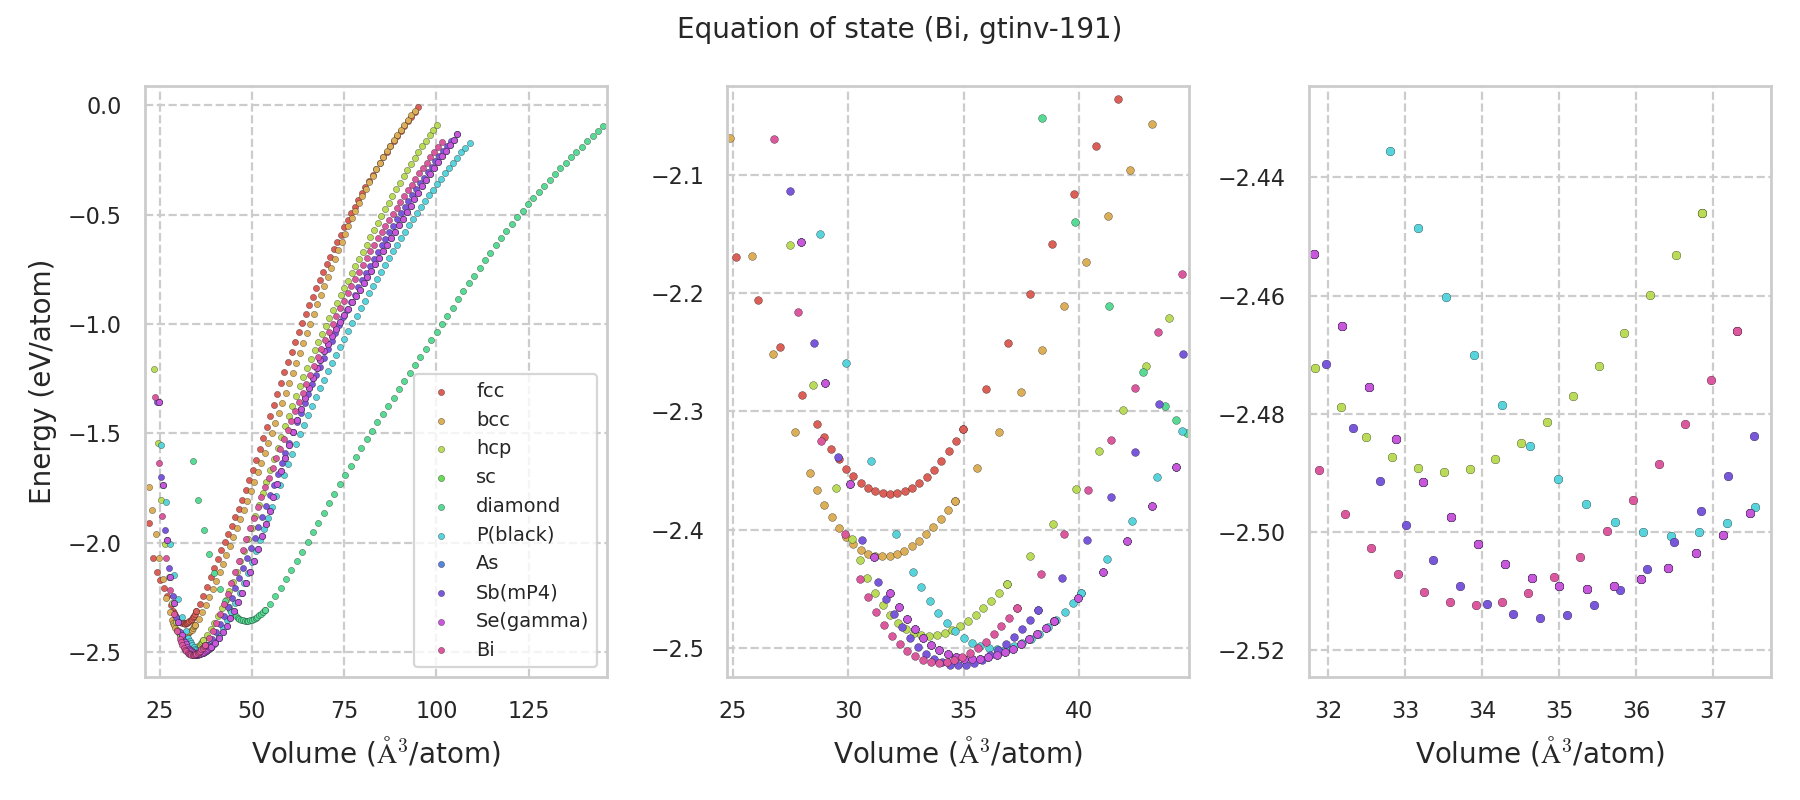 Equation of state (Bi, gtinv-191)
Energy (eV/atom)
0.0
−0.5
−1.0
−1.5
−2.0
−2.5
25 50 75 100 125
Volume (Å³/atom)
fcc
bcc
hcp
sc
diamond
P(black)
As
Sb(mP4)
Se(gamma)
Bi
−2.1
−2.2
−2.3
−2.4
−2.5
25 30 35 40
Volume (Å³/atom)
−2.44
−2.46
−2.48
−2.50
−2.52
32 33 34 35 36 37
Volume (Å³/atom)